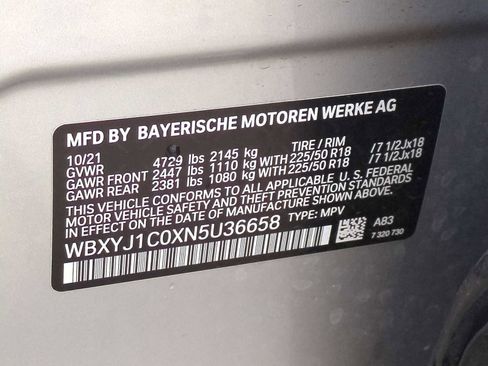 MFD BY BAYERISCHE MOTOREN WERKE AG
10/21 TIRE / RIM
GVWR 4729 lbs 2145 kg
GAWR FRONT 2447 lbs 1110 kg WITH 225/50 R18 /7 1/2Jx18
GAWR REAR 2381 lbs 1080 kg WITH 225/50 R18 /7 1/2Jx18
THIS VEHICLE CONFORMS TO ALL APPLICABLE U. S. FEDERAL
MOTOR VEHICLE SAFETY AND THEFT PREVENTION STANDARDS
IN EFFECT ON THE DATE OF MANUFACTURE SHOWN ABOVE.
WBXYJ1C0XN5U36658 TYPE: MPV
A83
7 320 730